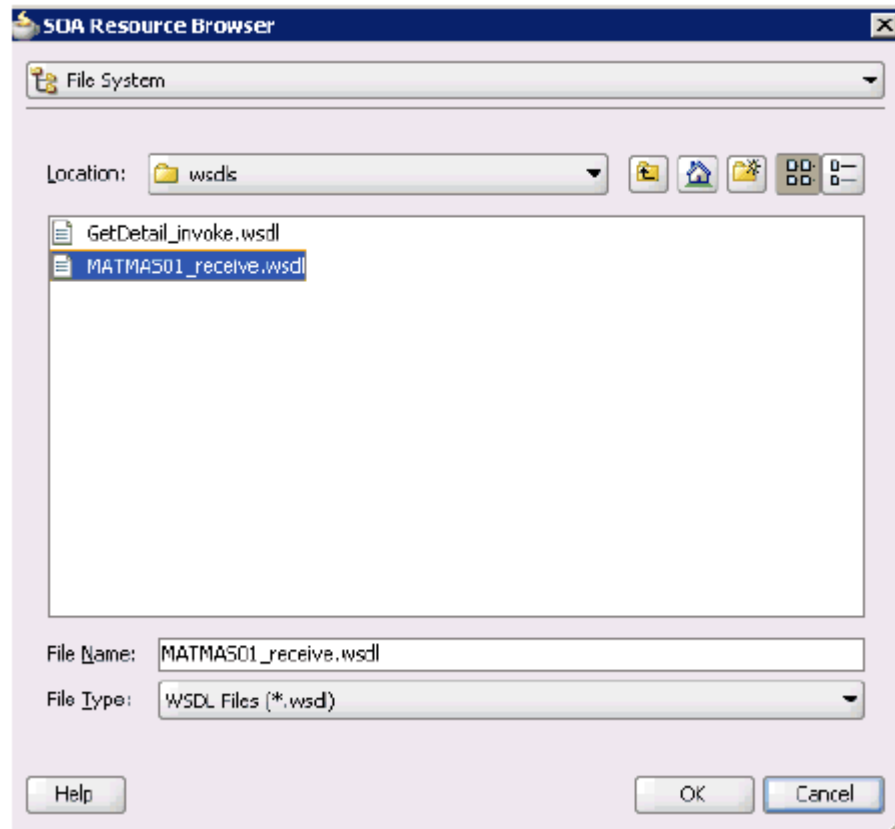 SOA Resource Browser
File System
Location: wsdls
GetDetail_invoke.wsdl
MATMAS01_receive.wsdl
File Name: MATMAS01_receive.wsdl
File Type: WSDL Files (*.wsdl)
Help OK Cancel